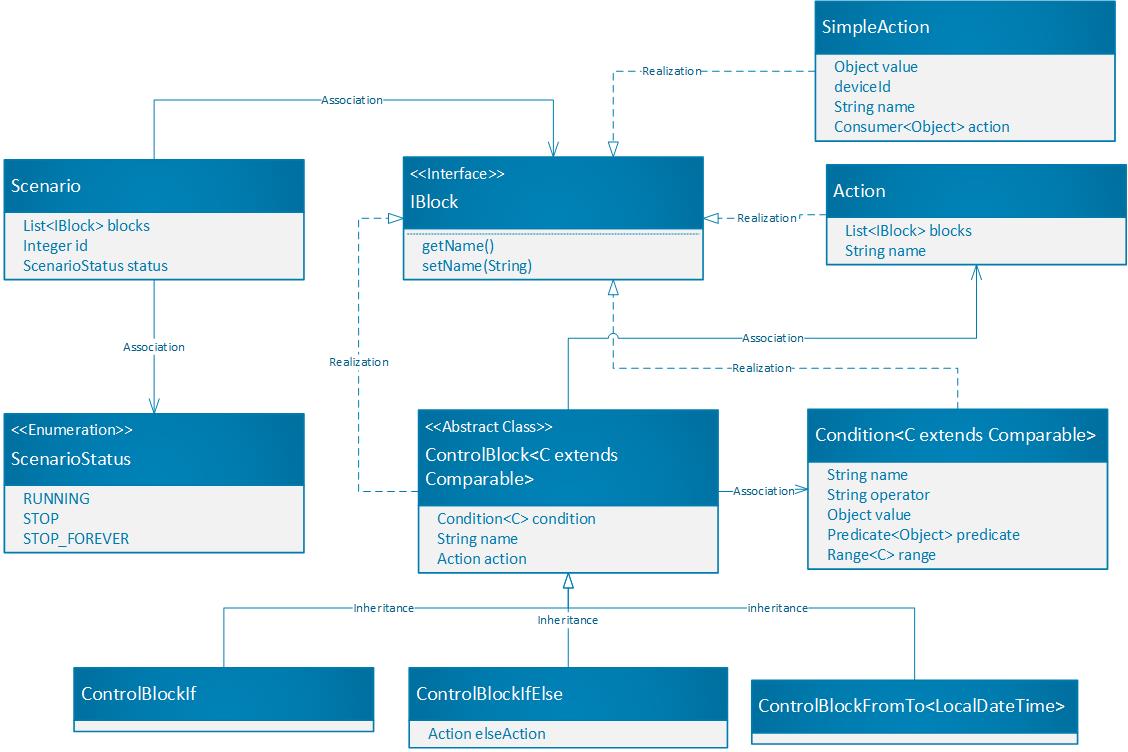 SimpleAction
Object value
deviceId
String name
Consumer<Object> action
Realization
Association
Scenario
List<IBlock> blocks
Integer id
ScenarioStatus status
<<Interface>>
IBlock
getName()
setName(String)
Realization
Action
List<IBlock> blocks
String name
Association
Realization
Association
Realization
<<Enumeration>>
ScenarioStatus
RUNNING
STOP
STOP_FOREVER
<<Abstract Class>>
ControlBlock<C extends
Comparable>
Condition<C> condition
String name
Action action
Association
Condition<C extends Comparable>
String name
String operator
Object value
Predicate<Object> predicate
Range<C> range
Inheritance
Inheritance
inheritance
ControlBlockIf
ControlBlockIfElse
Action elseAction
ControlBlockFromTo<LocalDateTime>